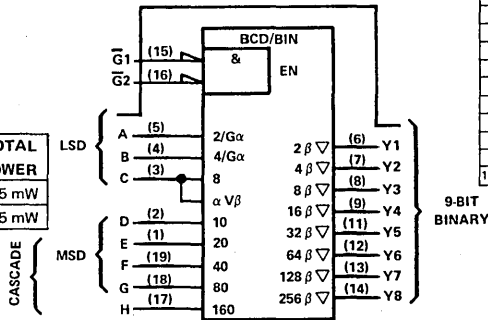 BCD/BIN
G1 (15)
&
EN
G2 (16)
OTAL
OWER
5 mW
5 mW
LSD
A (5) 2/Gα
B (4) 4/Gα
C (3) 8
α Vβ
CASCADE
MSD
D (2) 10
E (1) 20
F (19) 40
G (18) 80
H (17) 160
2 β ▽ (6) Y1
4 β ▽ (7) Y2
8 β ▽ (8) Y3
16 β ▽ (9) Y4
32 β ▽ (11) Y5
64 β ▽ (12) Y6
128 β ▽ (13) Y7
256 β ▽ (14) Y8
9-BIT
BINARY
1